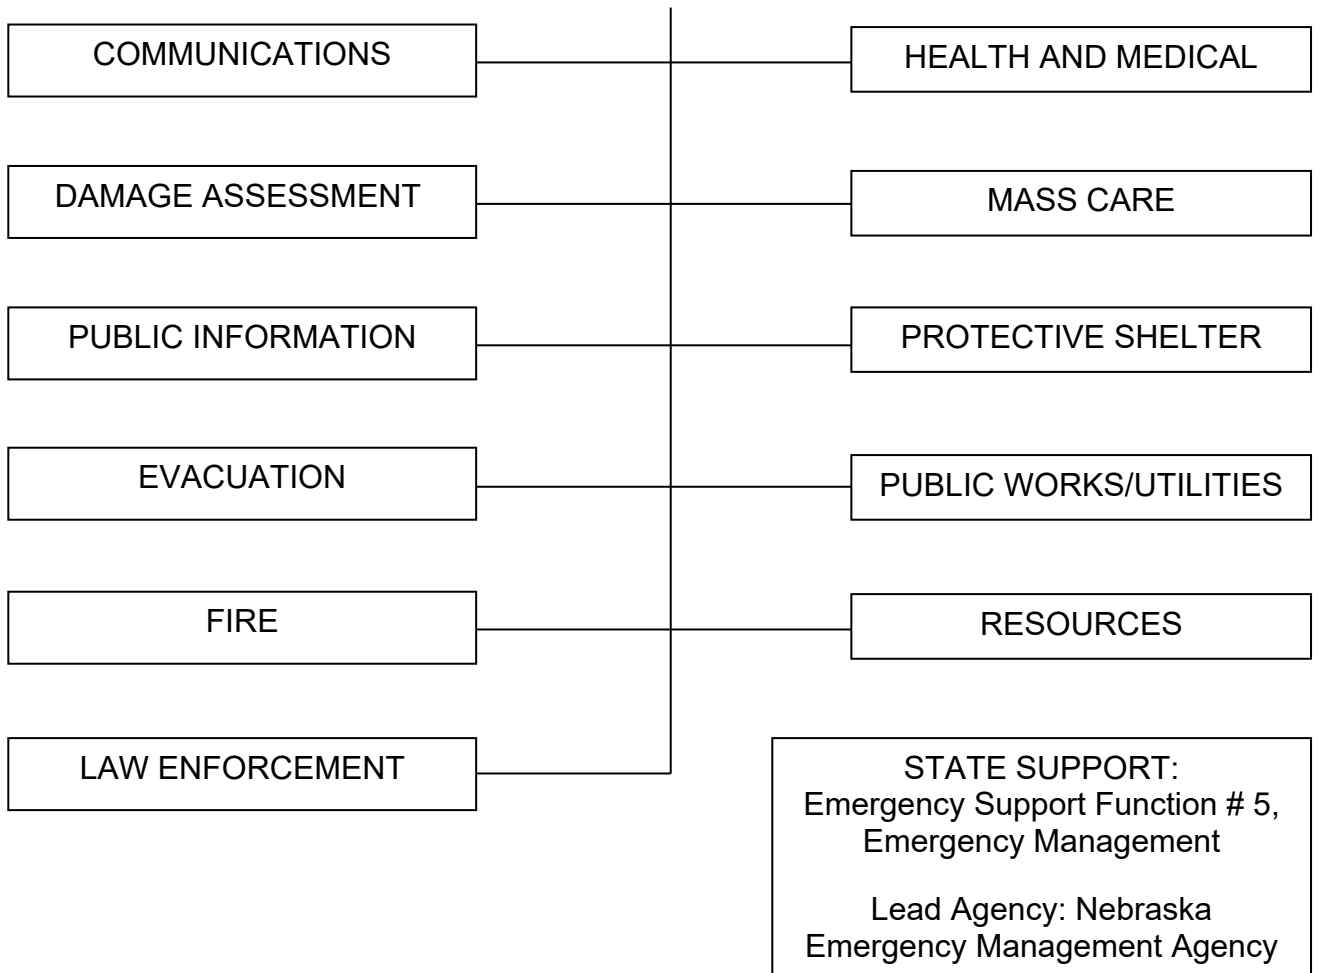 COMMUNICATIONS
HEALTH AND MEDICAL
DAMAGE ASSESSMENT
MASS CARE
PUBLIC INFORMATION
PROTECTIVE SHELTER
EVACUATION
PUBLIC WORKS/UTILITIES
FIRE
RESOURCES
LAW ENFORCEMENT
STATE SUPPORT:
Emergency Support Function # 5,
Emergency Management
Lead Agency: Nebraska
Emergency Management Agency